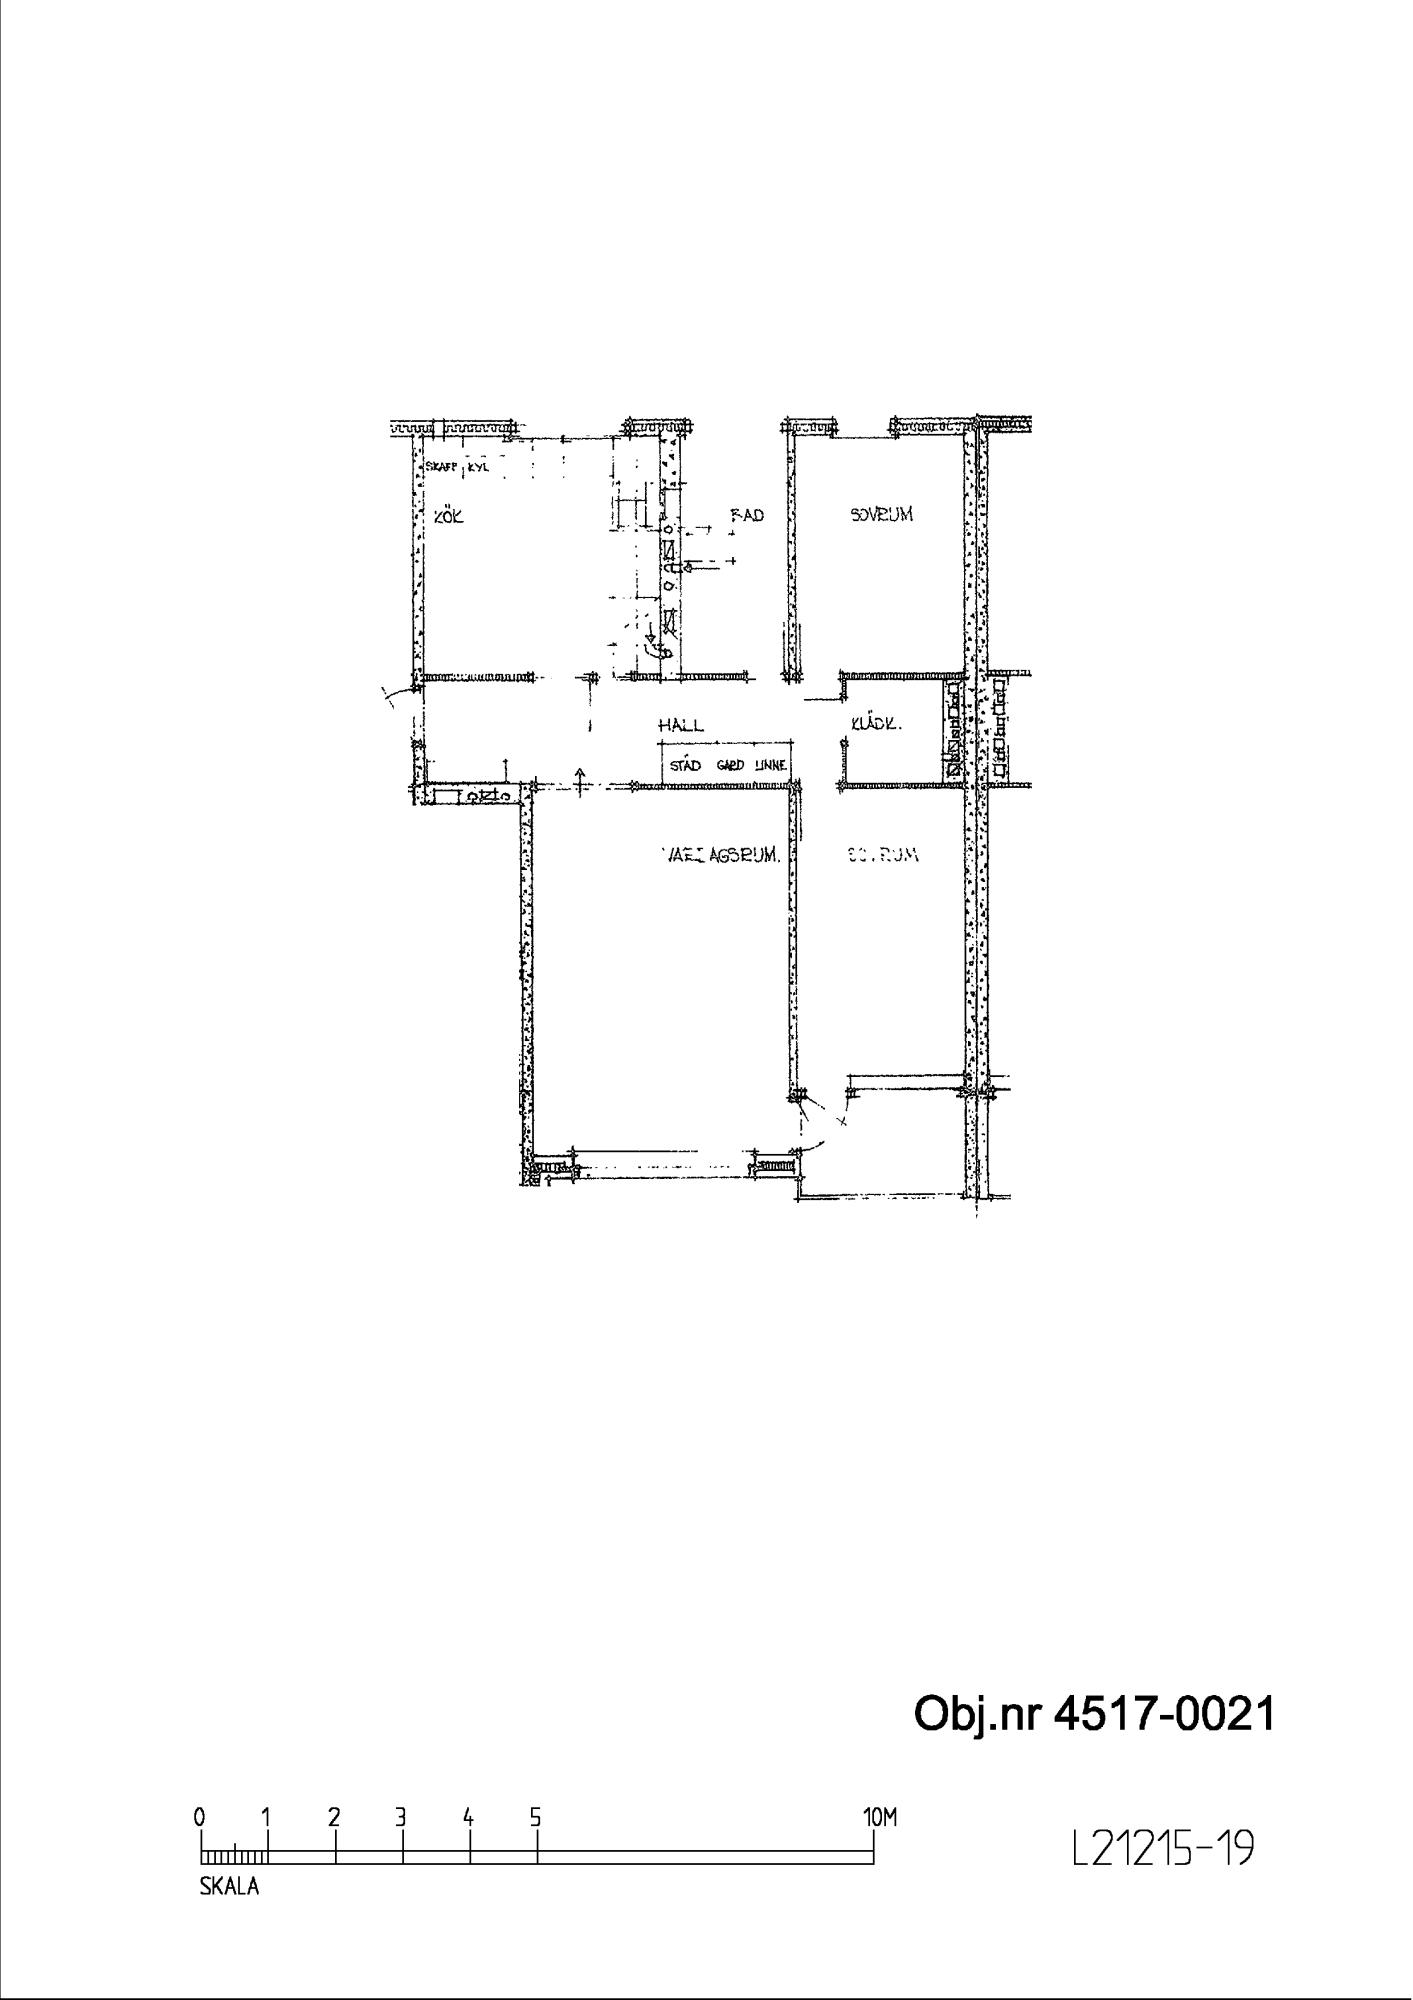 SKAFF KYL
KÖK
BAD
SOVRUM
HALL
KLÄDK.
STÄD GARD LINNE
VARDAGSRUM.
SOVRUM
Obj.nr 4517-0021
0 1 2 3 4 5 10M
SKALA
L21215-19